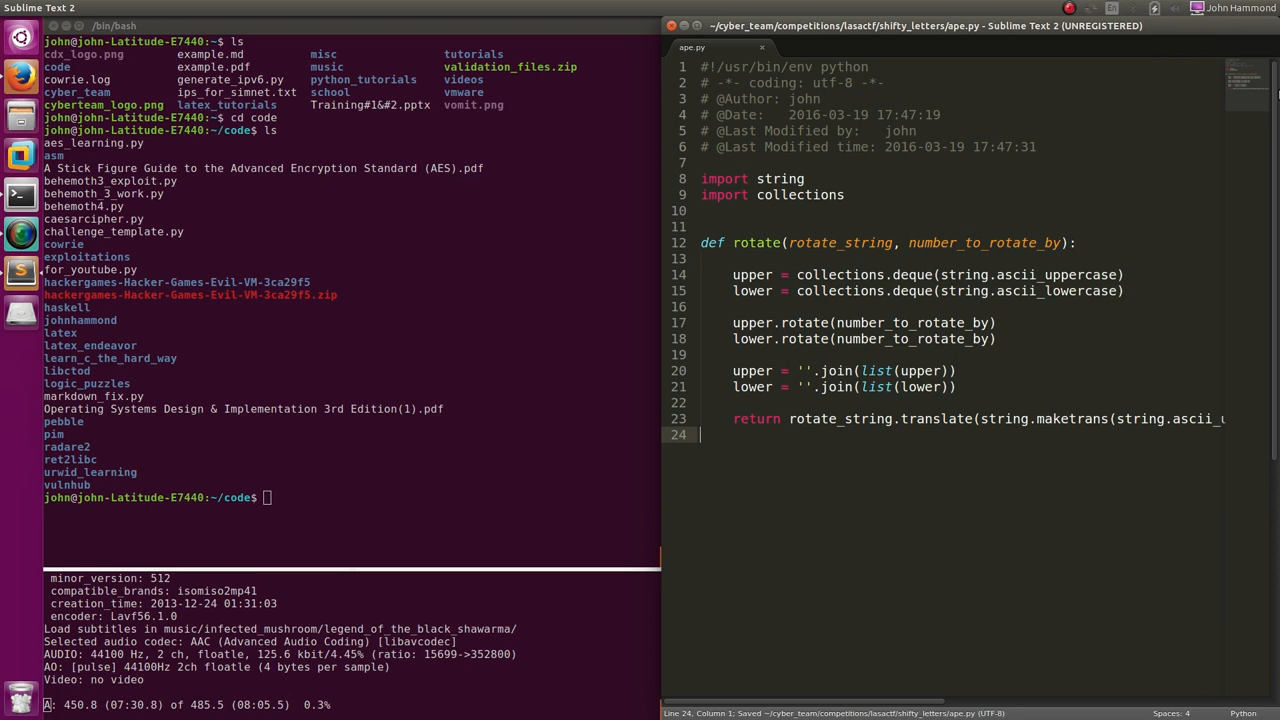 Sublime Text 2
En
John Hammond
/bin/bash
john@john-Latitude-E7440:~$ ls
cdx_logo.png example.md misc tutorials
code example.pdf music validation_files.zip
cowrie.log generate_ipv6.py python_tutorials videos
cyber_team ips_for_simnet.txt school vmware
cyberteam_logo.png latex_tutorials Training#1&#2.pptx vomit.png
john@john-Latitude-E7440:~$ cd code
john@john-Latitude-E7440:~/code$ ls
aes_learning.py
asm
A Stick Figure Guide to the Advanced Encryption Standard (AES).pdf
behemoth3_exploit.py
behemoth_3_work.py
behemoth4.py
caesarcipher.py
challenge_template.py
cowrie
exploitations
for_youtube.py
hackergames-Hacker-Games-Evil-VM-3ca29f5
hackergames-Hacker-Games-Evil-VM-3ca29f5.zip
haskell
johnhammond
latex
latex_endeavor
learn_c_the_hard_way
libctod
logic_puzzles
markdown_fix.py
Operating Systems Design & Implementation 3rd Edition(1).pdf
pebble
pim
radare2
ret2libc
urwid_learning
vulnhub
john@john-Latitude-E7440:~/code$
minor_version: 512
compatible_brands: isomiso2mp41
creation_time: 2013-12-24 01:31:03
encoder: Lavf56.1.0
Load subtitles in music/infected_mushroom/legend_of_the_black_shawarma/
Selected audio codec: AAC (Advanced Audio Coding) [libavcodec]
AUDIO: 44100 Hz, 2 ch, floatle, 125.6 kbit/4.45% (ratio: 15699->352800)
AO: [pulse] 44100Hz 2ch floatle (4 bytes per sample)
Video: no video
A: 450.8 (07:30.8) of 485.5 (08:05.5) 0.3%
~/cyber_team/competitions/lasactf/shifty_letters/ape.py - Sublime Text 2 (UNREGISTERED)
ape.py
1 #!/usr/bin/env python
2 # -*- coding: utf-8 -*-
3 # @Author: john
4 # @Date:   2016-03-19 17:47:19
5 # @Last Modified by:   john
6 # @Last Modified time: 2016-03-19 17:47:31
7
8 import string
9 import collections
10
11
12 def rotate(rotate_string, number_to_rotate_by):
13
14     upper = collections.deque(string.ascii_uppercase)
15     lower = collections.deque(string.ascii_lowercase)
16
17     upper.rotate(number_to_rotate_by)
18     lower.rotate(number_to_rotate_by)
19
20     upper = ''.join(list(upper))
21     lower = ''.join(list(lower))
22
23     return rotate_string.translate(string.maketrans(string.ascii_u
24
Line 24, Column 1; Saved ~/cyber_team/competitions/lasactf/shifty_letters/ape.py (UTF-8)
Spaces: 4
Python